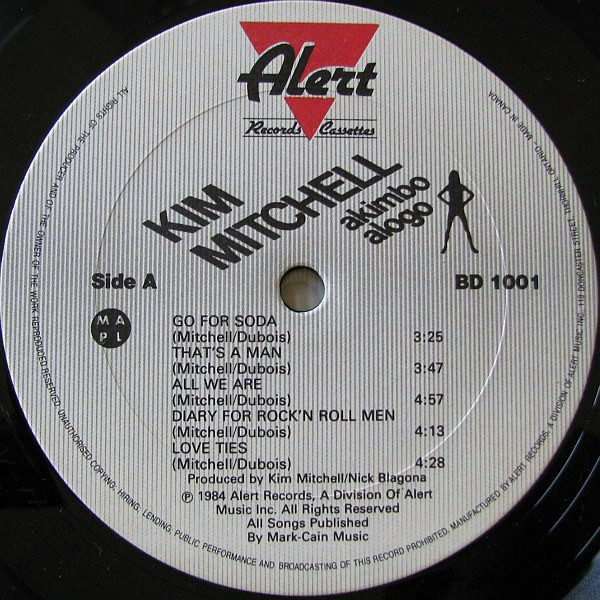 Alert
Records Cassettes
KIM
MITCHELL
akimbo
alogo
Side A
BD 1001
M A
P L
GO FOR SODA
(Mitchell/Dubois) 3:25
THAT'S A MAN
(Mitchell/Dubois) 3:47
ALL WE ARE
(Mitchell/Dubois) 4:57
DIARY FOR ROCK'N ROLL MEN
(Mitchell/Dubois) 4:13
LOVE TIES
(Mitchell/Dubois) 4:28
Produced by Kim Mitchell/Nick Blagona
℗ 1984 Alert Records, A Division Of Alert
Music Inc. All Rights Reserved
All Songs Published
By Mark-Cain Music
ALL RIGHTS OF THE PRODUCER AND OF THE OWNER OF THE WORK REPRODUCED RESERVED. UNAUTHORISED COPYING, HIRING, LENDING, PUBLIC PERFORMANCE AND BROADCASTING OF THIS RECORD PROHIBITED. MANUFACTURED BY ALERT RECORDS, A DIVISION OF ALERT MUSIC INC. 119 DONCASTER STREET, THORNHILL ONTARIO - MADE IN CANADA